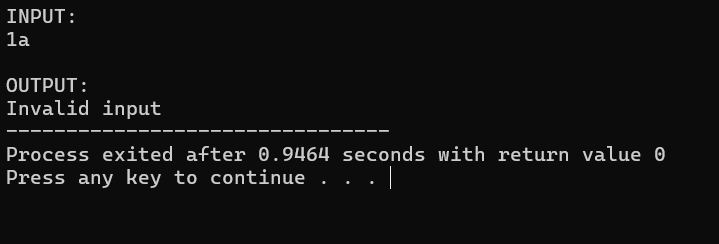 INPUT:
1a
OUTPUT:
Invalid input
--------------------------------
Process exited after 0.9464 seconds with return value 0
Press any key to continue . . .